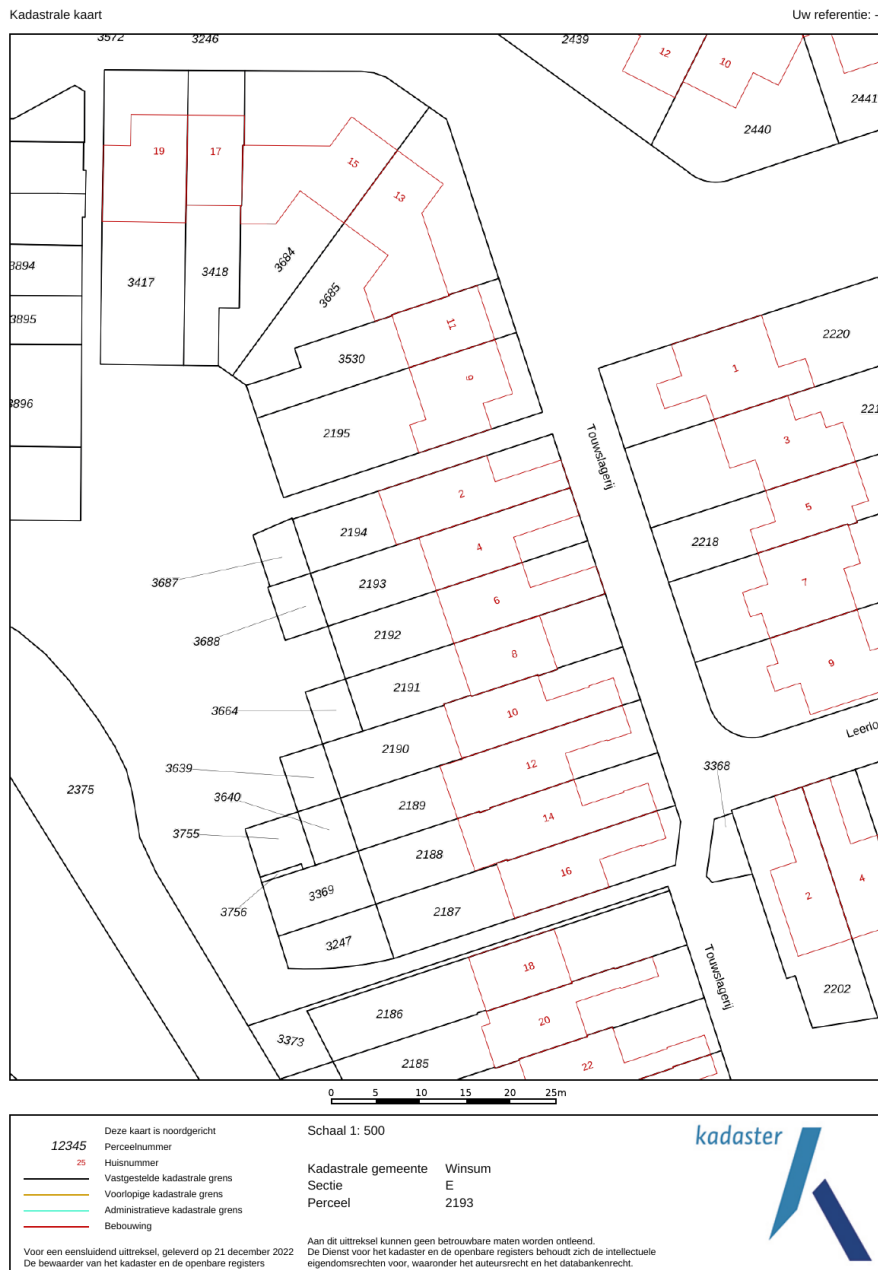 Kadastrale kaart
Uw referentie: -
3572
3246
2439
12
10
2441
2440
19
17
15
13
3894
3417
3418
3684
3685
3895
3530
11
2220
1
3896
9
2195
Touwslagerij
3
2
2194
5
4
2218
3687
2193
7
6
3688
2192
8
9
2191
3664
10
2190
Leerlo
3639
12
3368
2375
3640
2189
14
3755
2188
16
3369
2
4
3756
2187
3247
18
Touwslagerij
2202
2186
20
3373
2185
22
0 5 10 15 20 25m
Deze kaart is noordgericht
12345 Perceelnummer
25 Huisnummer
Vastgestelde kadastrale grens
Voorlopige kadastrale grens
Administratieve kadastrale grens
Bebouwing
Voor een eensluidend uittreksel, geleverd op 21 december 2022
De bewaarder van het kadaster en de openbare registers
Schaal 1: 500
Kadastrale gemeente Winsum
Sectie E
Perceel 2193
Aan dit uittreksel kunnen geen betrouwbare maten worden ontleend.
De Dienst voor het kadaster en de openbare registers behoudt zich de intellectuele
eigendomsrechten voor, waaronder het auteursrecht en het databankenrecht.
kadaster